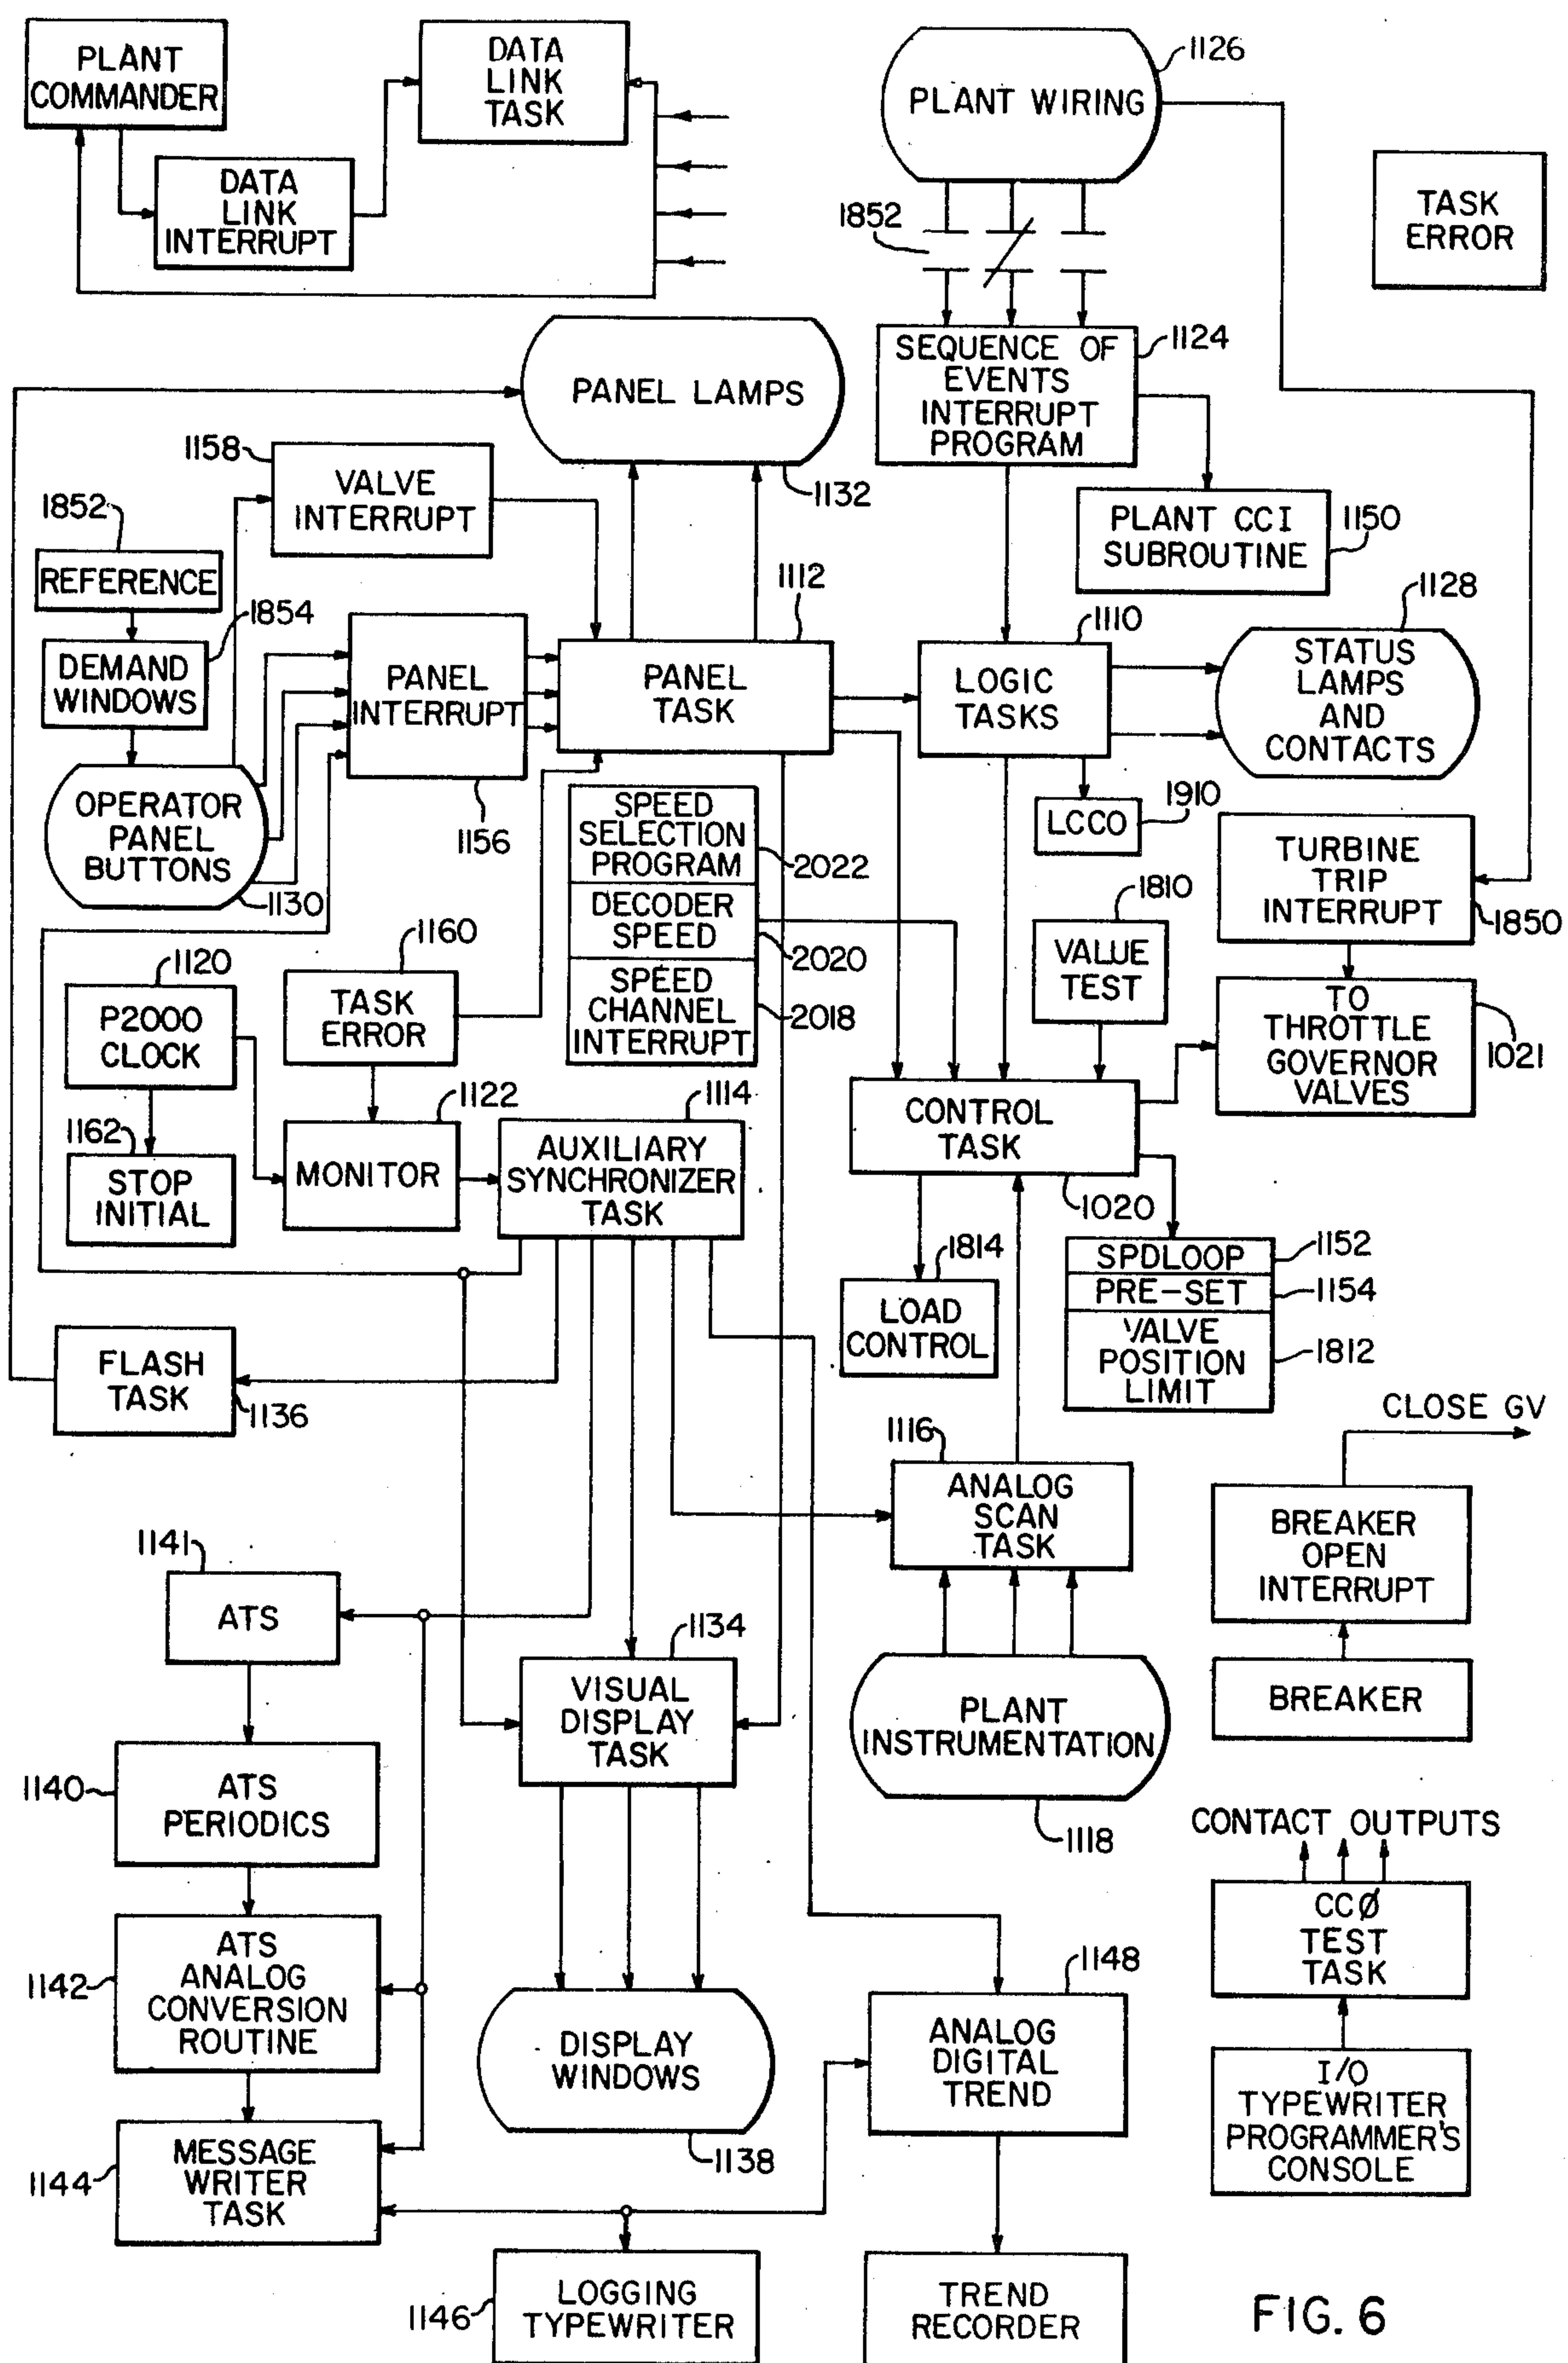 PLANT
COMMANDER
DATA
LINK
TASK
DATA
LINK
INTERRUPT
PLANT WIRING
1126
TASK
ERROR
1852
SEQUENCE OF
EVENTS
INTERRUPT
PROGRAM
1124
PANEL LAMPS
1132
1158
VALVE
INTERRUPT
PLANT CCI
SUBROUTINE
1150
1852
REFERENCE
1854
DEMAND
WINDOWS
PANEL
INTERRUPT
1156
1112
PANEL
TASK
1110
LOGIC
TASKS
1128
STATUS
LAMPS
AND
CONTACTS
OPERATOR
PANEL
BUTTONS
1130
SPEED
SELECTION
PROGRAM
2022
DECODER
SPEED
2020
SPEED
CHANNEL
INTERRUPT
2018
LCCO
1910
TURBINE
TRIP
INTERRUPT
1850
1810
VALUE
TEST
1160
TASK
ERROR
1120
P2000
CLOCK
TO
THROTTLE
GOVERNOR
VALVES
1021
1162
STOP
INITIAL
1122
MONITOR
1114
AUXILIARY
SYNCHRONIZER
TASK
CONTROL
TASK
1020
1814
LOAD
CONTROL
SPDLOOP
1152
PRE-SET
1154
VALVE
POSITION
LIMIT
1812
FLASH
TASK
1136
CLOSE GV
1116
ANALOG
SCAN
TASK
BREAKER
OPEN
INTERRUPT
1141
ATS
1134
VISUAL
DISPLAY
TASK
PLANT
INSTRUMENTATION
1118
BREAKER
1140
ATS
PERIODICS
CONTACT OUTPUTS
CCØ
TEST
TASK
1142
ATS
ANALOG
CONVERSION
ROUTINE
DISPLAY
WINDOWS
1138
1148
ANALOG
DIGITAL
TREND
I/O
TYPEWRITER
PROGRAMMER'S
CONSOLE
1144
MESSAGE
WRITER
TASK
1146
LOGGING
TYPEWRITER
TREND
RECORDER
FIG. 6